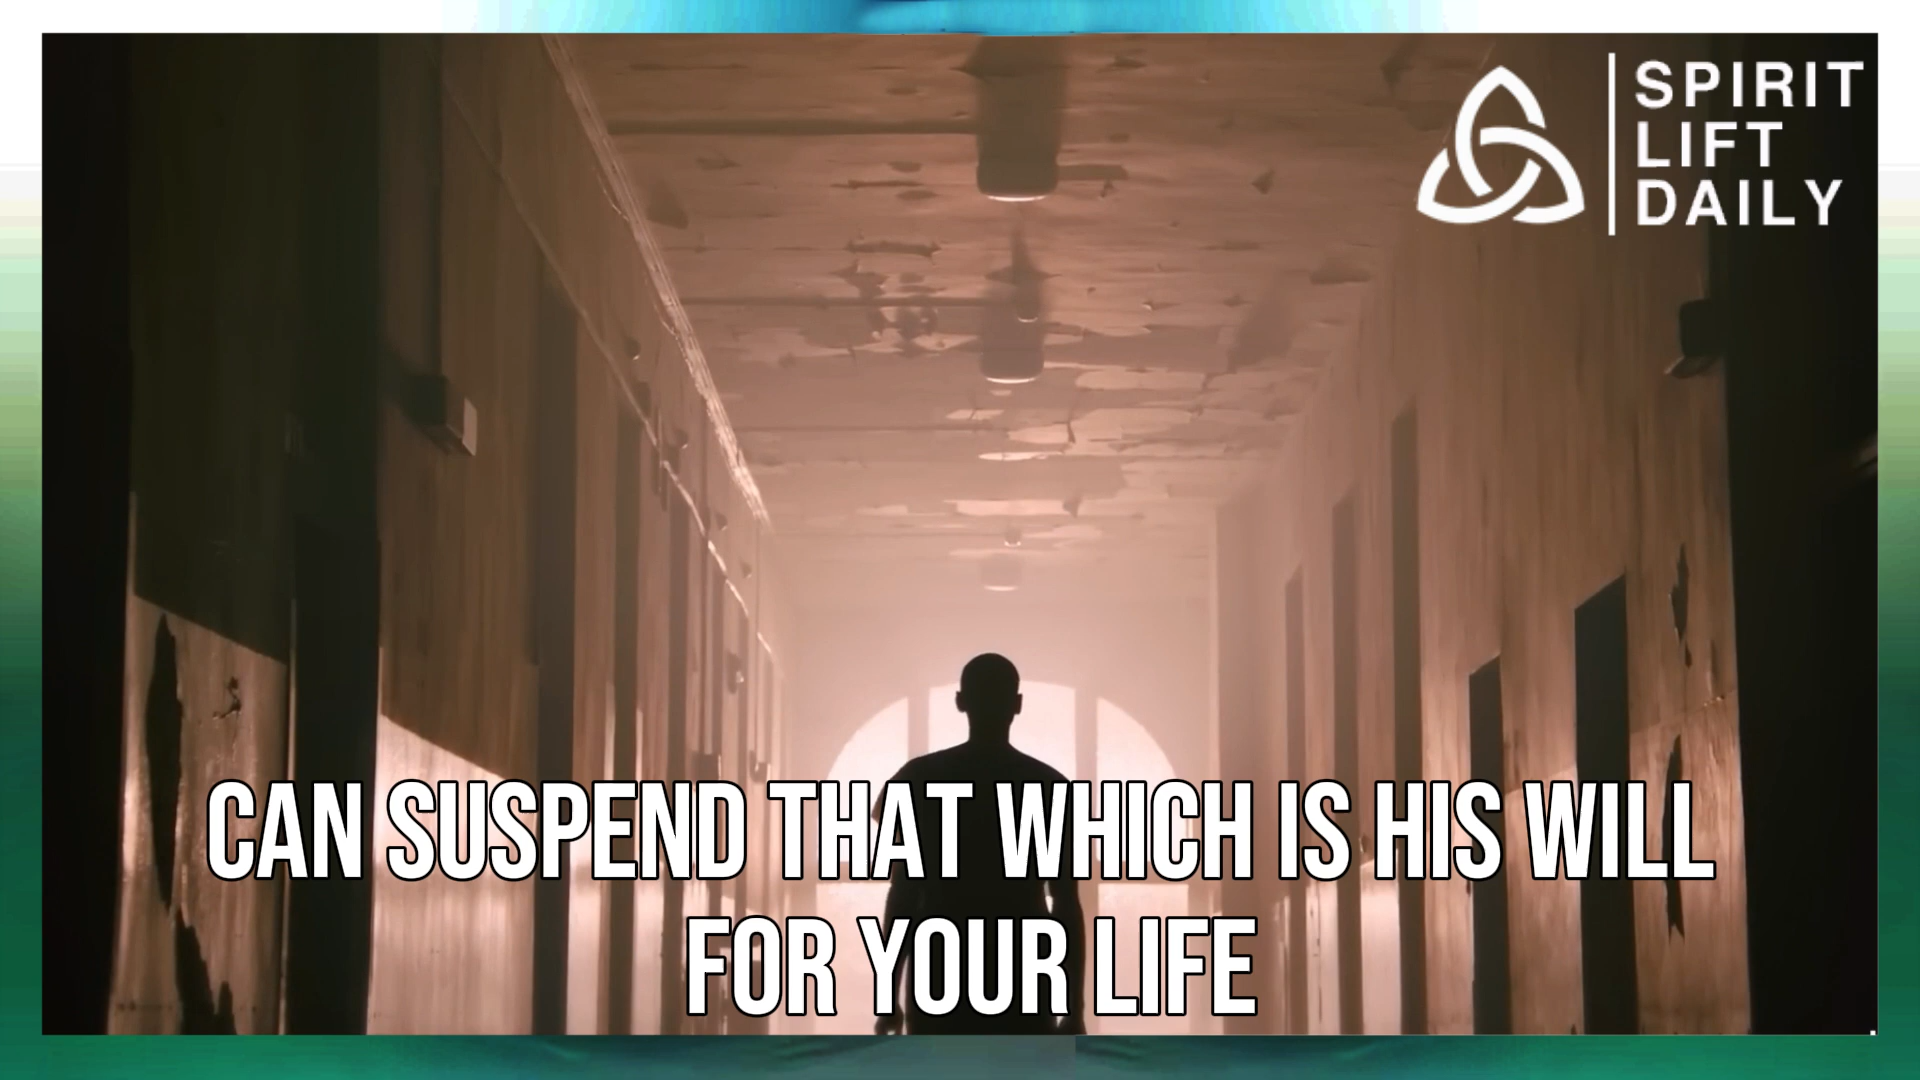 SPIRIT
LIFT
DAILY
CAN SUSPEND THAT WHICH IS HIS WILL
FOR YOUR LIFE